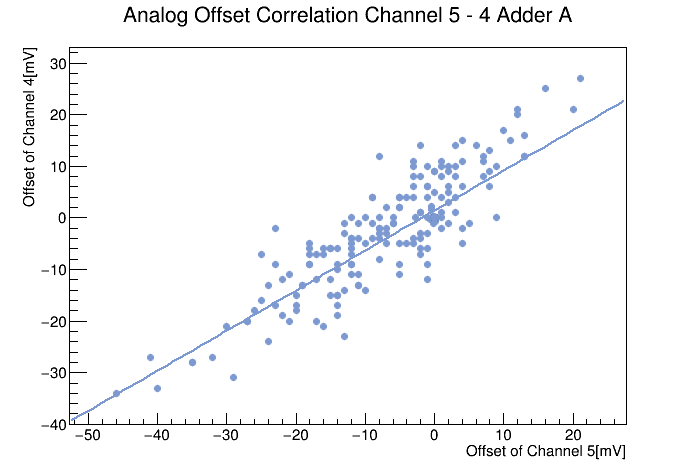 Analog Offset Correlation Channel 5 - 4 Adder A
Offset of Channel 4[mV]
30
20
10
0
−10
−20
−30
−40
−50 −40 −30 −20 −10 0 10 20
Offset of Channel 5[mV]